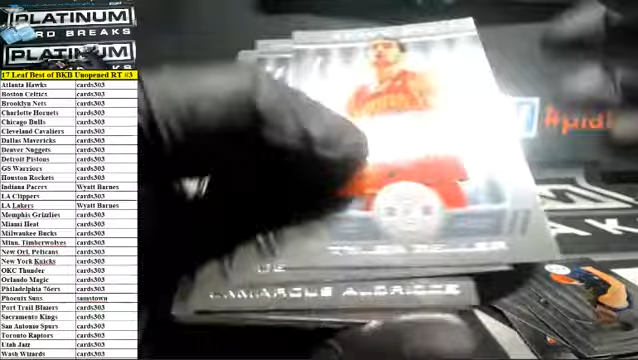 PLATINUM
RD BREAKS
PLATINUM
17 Leaf Best of BKB Unopened RT #3
Atlanta Hawks cards303
Boston Celtics cards303
Brooklyn Nets cards303
Charlotte Hornets cards303
Chicago Bulls cards303
Cleveland Cavaliers cards303
Dallas Mavericks cards303
Denver Nuggets cards303
Detroit Pistons cards303
GS Warriors cards303
Houston Rockets cards303
Indiana Pacers Wyatt Barnes
LA Clippers cards303
LA Lakers Wyatt Barnes
Memphis Grizzlies cards303
Miami Heat cards303
Milwaukee Bucks cards303
Minn. Timberwolves cards303
New Orl. Pelicans cards303
New York Knicks cards303
OKC Thunder cards303
Orlando Magic cards303
Philadelphia 76ers cards303
Phoenix Suns samstown
Port Trail Blazers cards303
Sacramento Kings cards303
San Antonio Spurs cards303
Toronto Raptors cards303
Utah Jazz cards303
Wash Wizards cards303
TYLER ZELLER
LAMARCUS ALDRIDGE